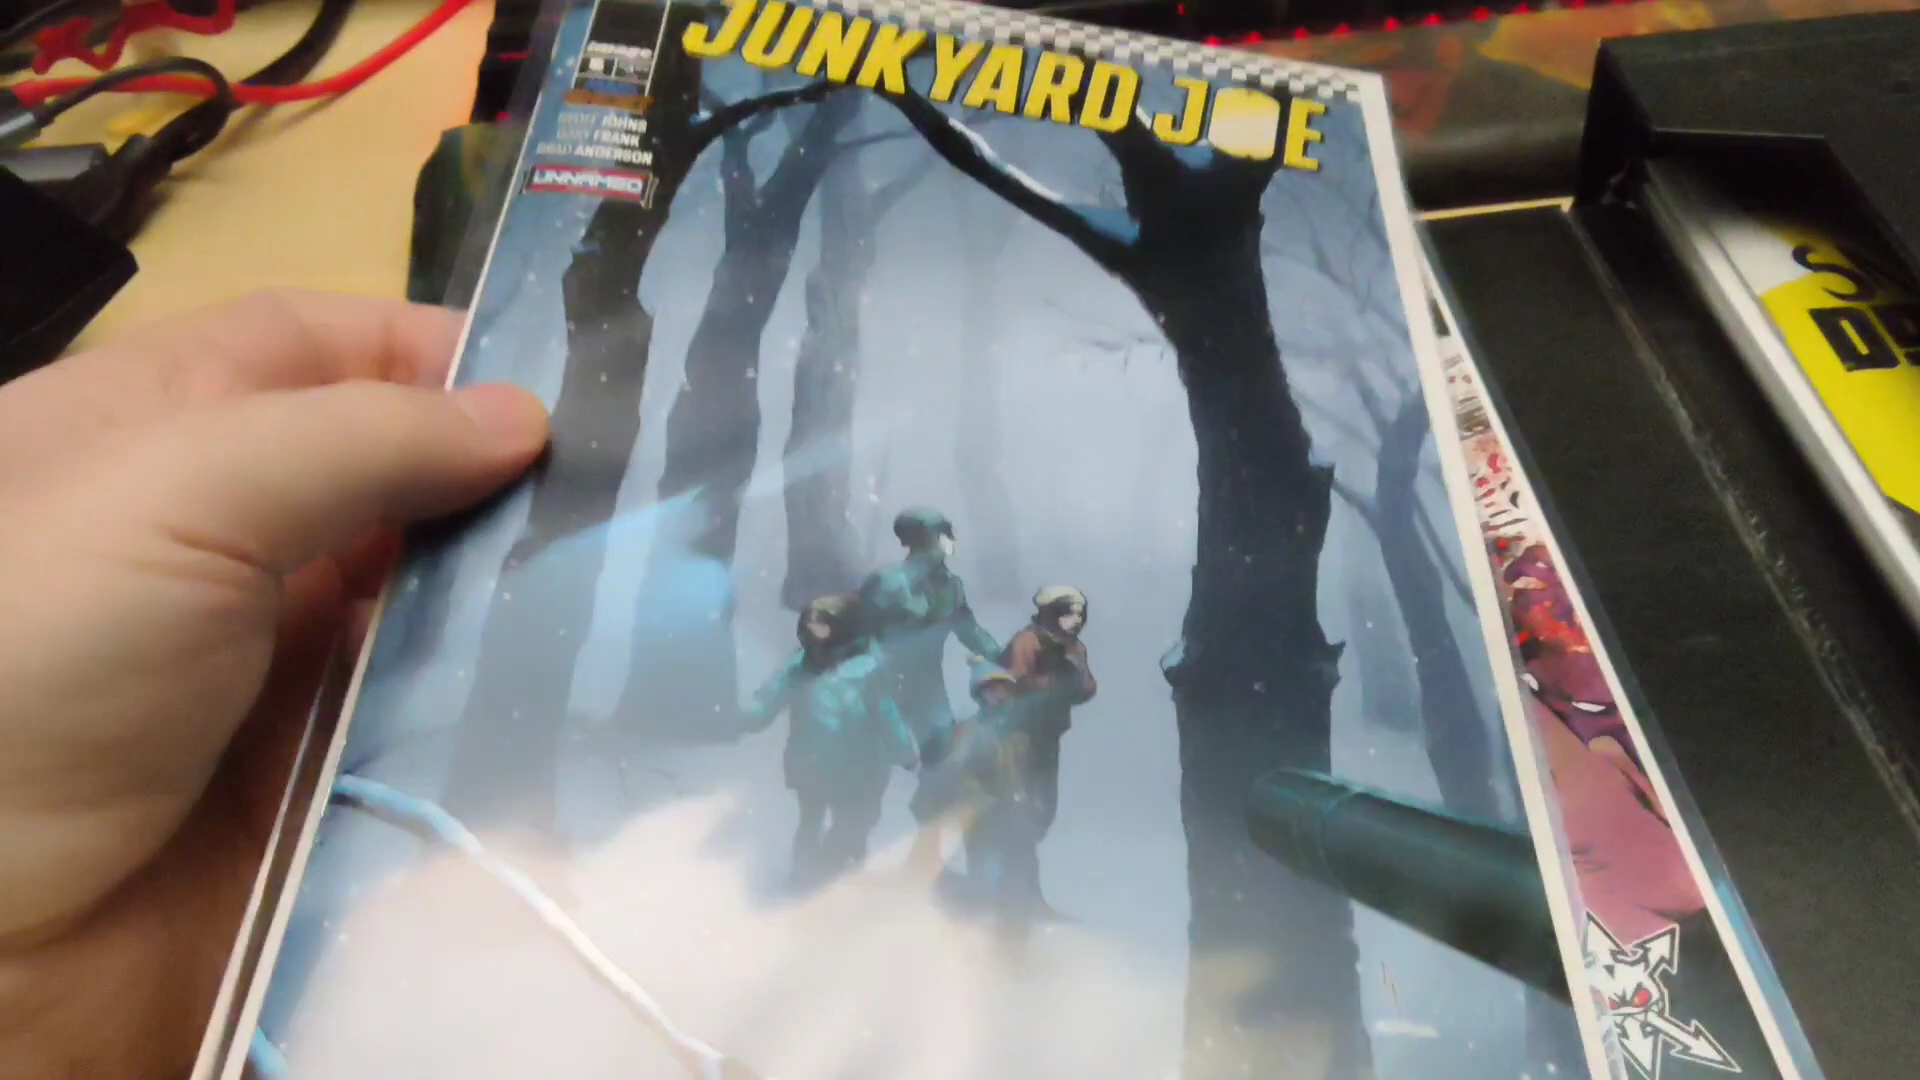 image
JUNKYARD JOE
GEOFF JOHNS
GARY FRANK
BRAD ANDERSON
UNNAMED